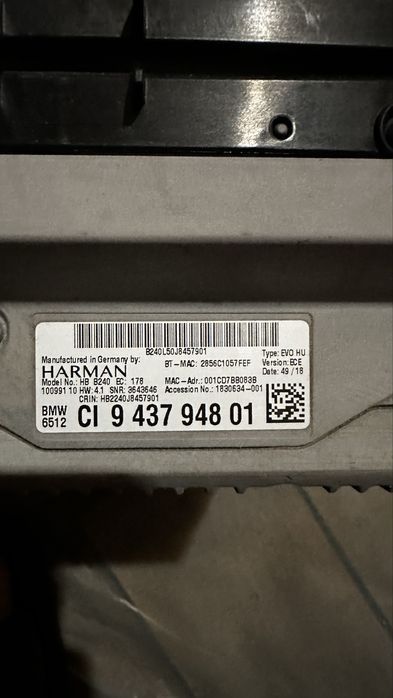 B240L50J8457901
Manufactured in Germany by:
HARMAN
Model No.: HB B240 EC: 178
100991 10 HW: 4.1 SNR: 3643646
CRIN: HB2240J8457901
BT-MAC: 2856C1057FEF
MAC-Adr.: 001CD7BB083B
Accession No.: 1830634-001
Type: EVO HU
Version: ECE
Date: 49 / 18
BMW
6512
CI 9 437 948 01